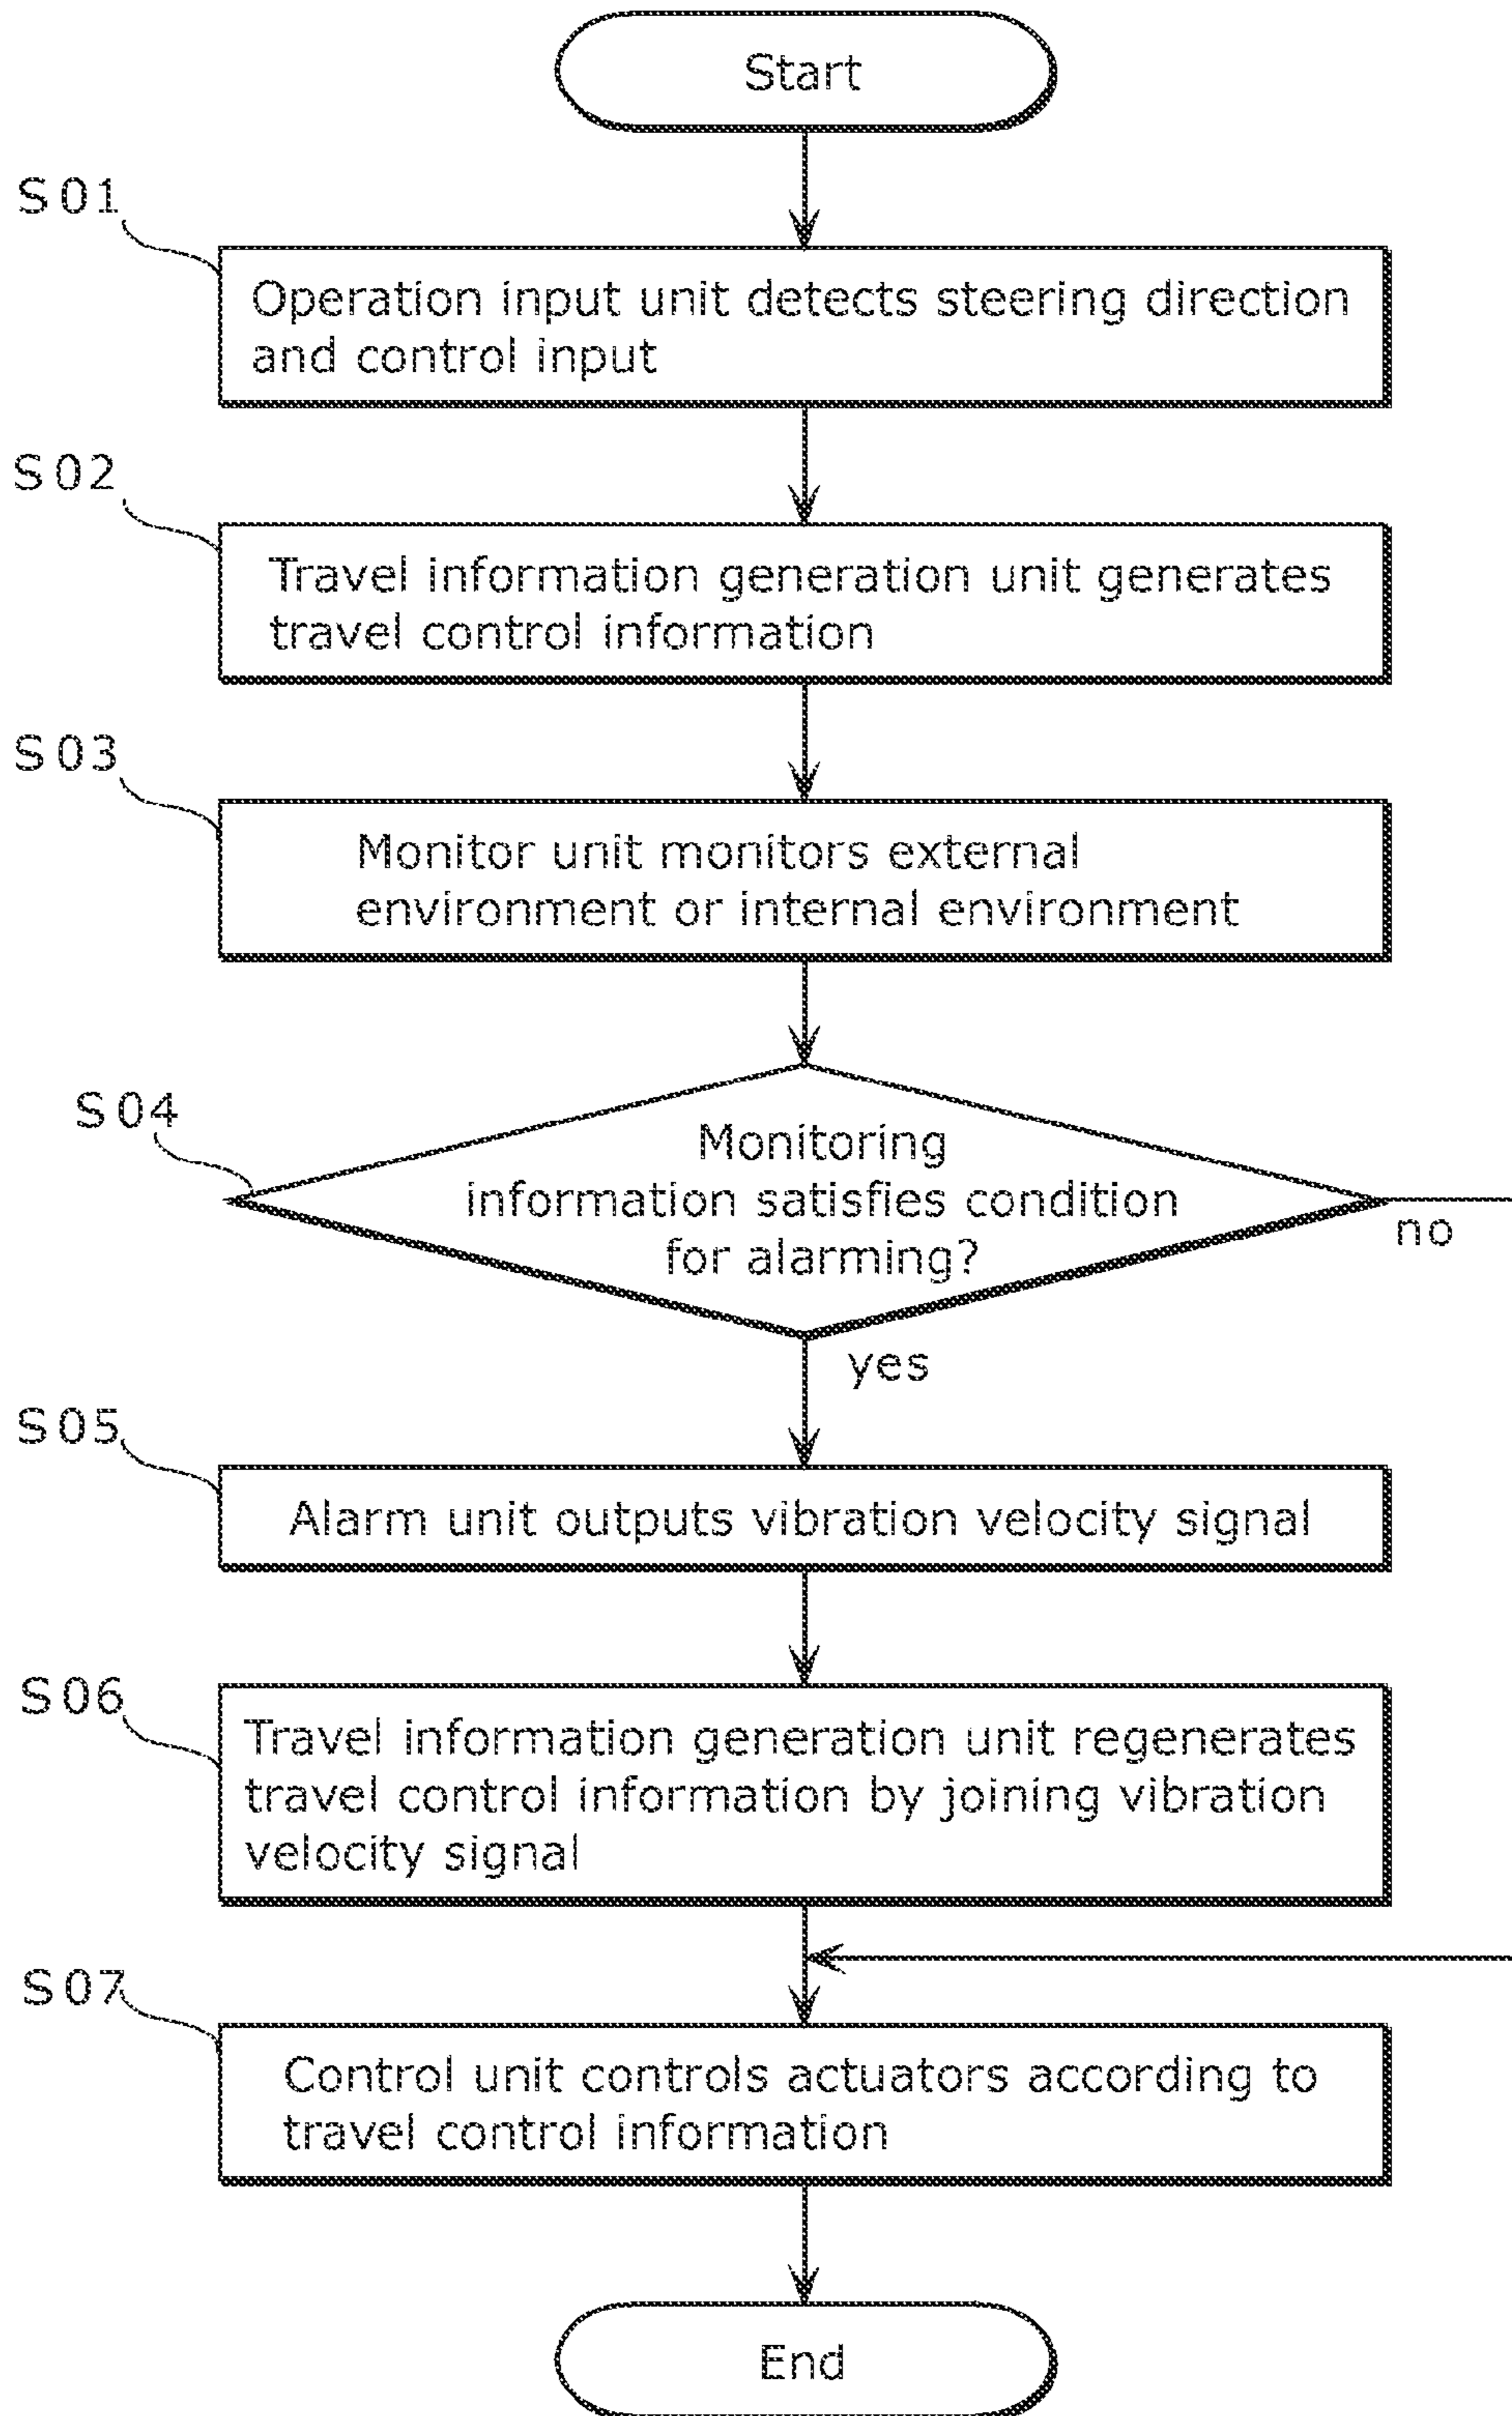 Start
S01
Operation input unit detects steering direction
and control input
S02
Travel information generation unit generates
travel control information
S03
Monitor unit monitors external
environment or internal environment
S04
Monitoring
information satisfies condition
for alarming?
no
yes
S05
Alarm unit outputs vibration velocity signal
S06
Travel information generation unit regenerates
travel control information by joining vibration
velocity signal
S07
Control unit controls actuators according to
travel control information
End